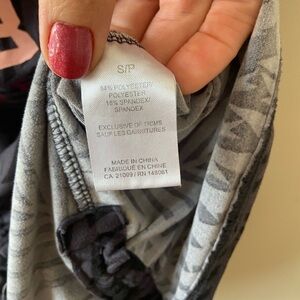 S/P
84% POLYESTER/
POLYESTER
16% SPANDEX/
SPANDEX
EXCLUSIVE OF TRIMS
SAUF LES GARNITURES
MADE IN CHINA
FABRIQUÉ EN CHINE
CA 21009 / RN 148061